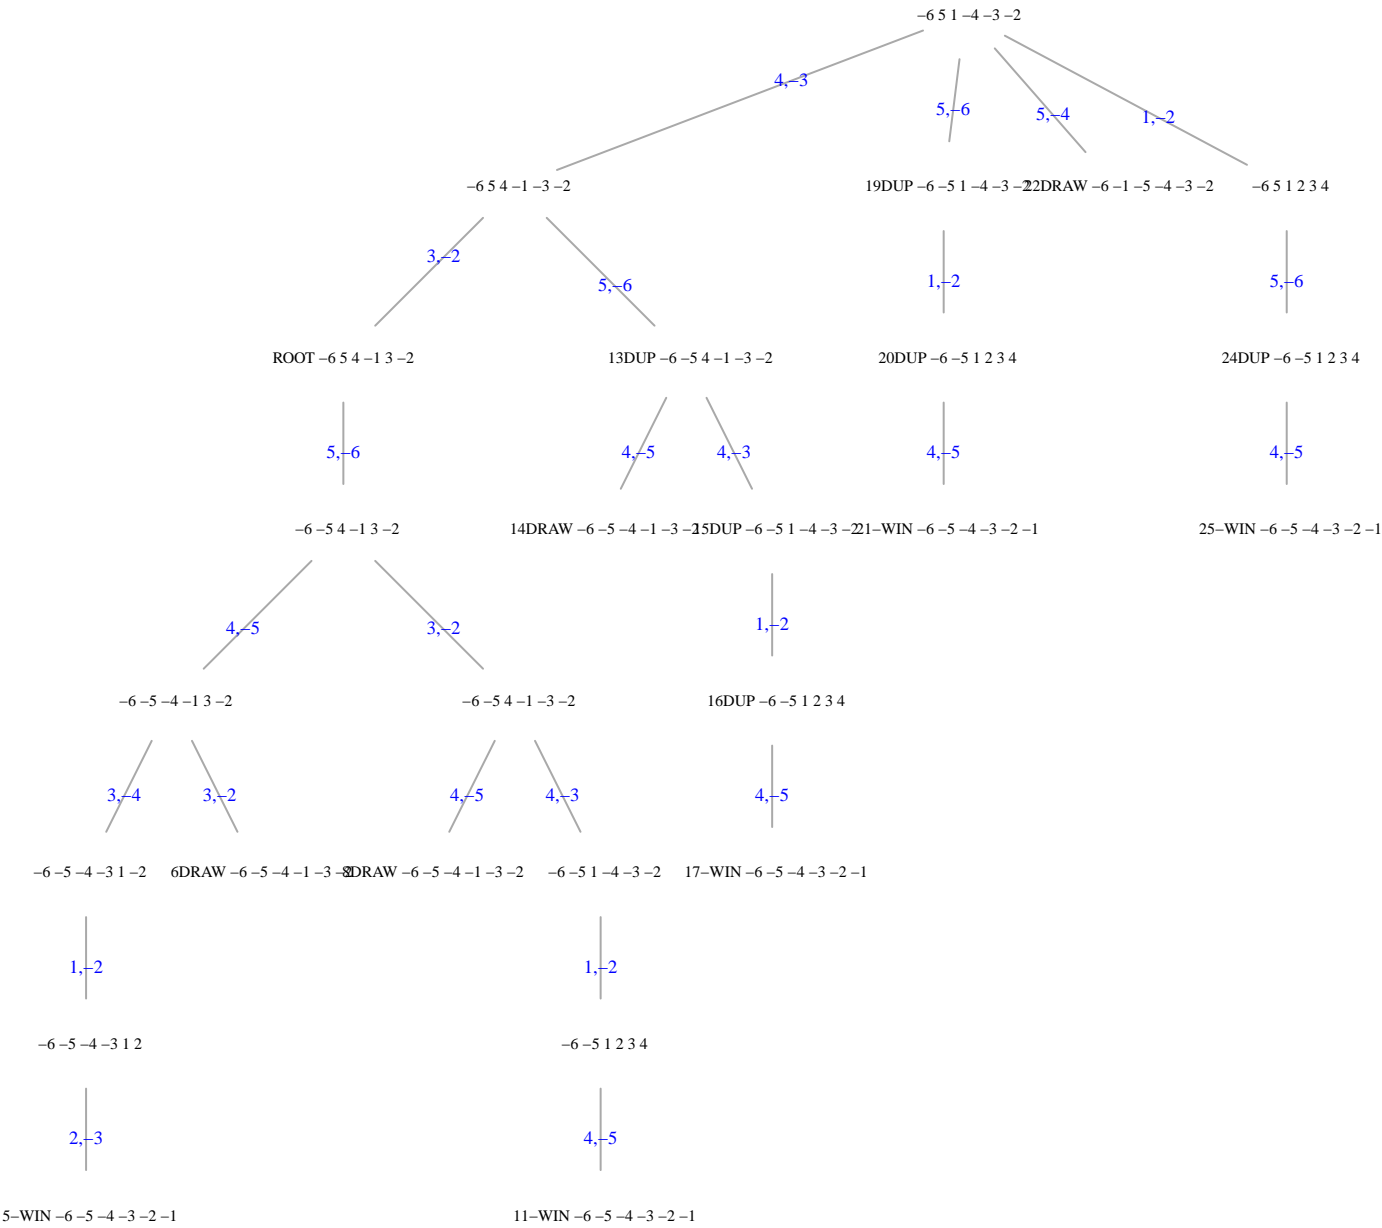 −6 5 1 −4 −3 −2
4,−3
5,−6
5,−4
1,−2
−6 5 4 −1 −3 −2
19DUP −6 −5 1 −4 −3 −2
22DRAW −6 −1 −5 −4 −3 −2
−6 5 1 2 3 4
3,−2
5,−6
1,−2
5,−6
ROOT −6 5 4 −1 3 −2
13DUP −6 −5 4 −1 −3 −2
20DUP −6 −5 1 2 3 4
24DUP −6 −5 1 2 3 4
5,−6
4,−5
4,−3
4,−5
4,−5
−6 −5 4 −1 3 −2
14DRAW −6 −5 −4 −1 −3 −2
15DUP −6 −5 1 −4 −3 −2
21−WIN −6 −5 −4 −3 −2 −1
25−WIN −6 −5 −4 −3 −2 −1
4,−5
3,−2
1,−2
−6 −5 −4 −1 3 −2
−6 −5 4 −1 −3 −2
16DUP −6 −5 1 2 3 4
3,−4
3,−2
4,−5
4,−3
4,−5
−6 −5 −4 −3 1 −2
6DRAW −6 −5 −4 −1 −3 −2
8DRAW −6 −5 −4 −1 −3 −2
−6 −5 1 −4 −3 −2
17−WIN −6 −5 −4 −3 −2 −1
1,−2
1,−2
−6 −5 −4 −3 1 2
−6 −5 1 2 3 4
2,−3
4,−5
5−WIN −6 −5 −4 −3 −2 −1
11−WIN −6 −5 −4 −3 −2 −1